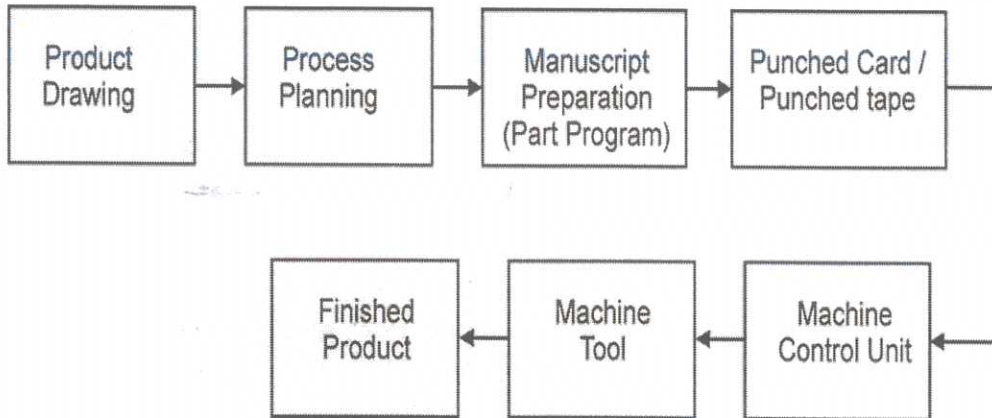 Product
Drawing
Process
Planning
Manuscript
Preparation
(Part Program)
Punched Card /
Punched tape
Machine
Control Unit
Machine
Tool
Finished
Product